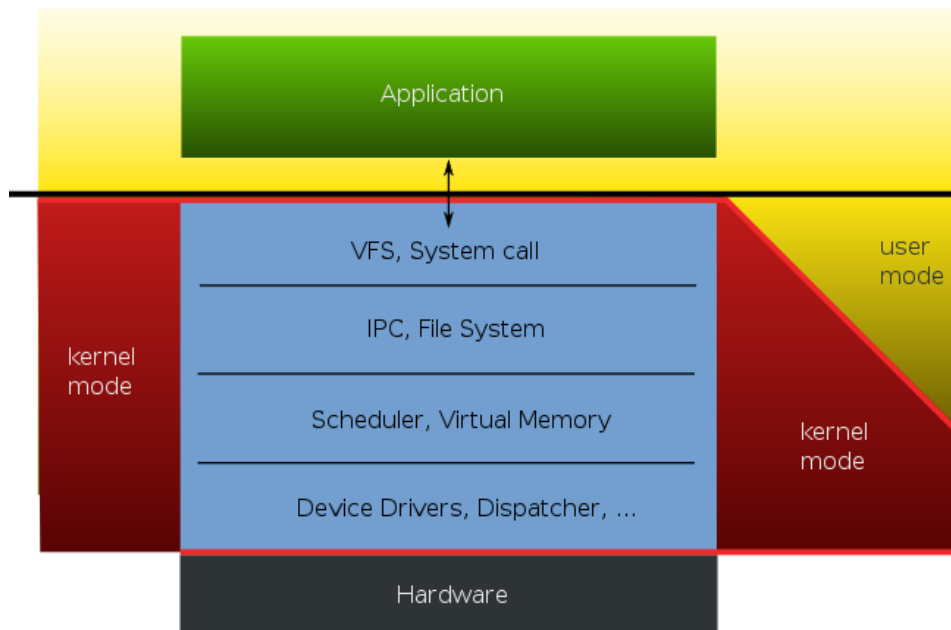 Application
VFS, System call
user
mode
IPC, File System
kernel
mode
Scheduler, Virtual Memory
kernel
mode
Device Drivers, Dispatcher, ...
Hardware